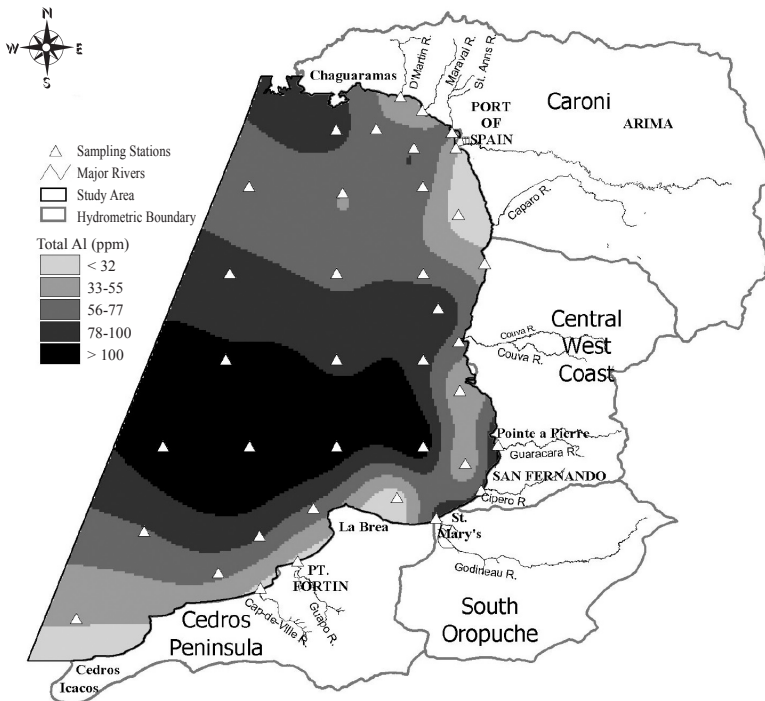 N
W
E
S
Chaguaramas
D'Martin R.
Maraval R.
St. Anns R.
PORT
OF
SPAIN
Caroni
ARIMA
Caparo R.
Sampling Stations
Major Rivers
Study Area
Hydrometric Boundary
Total Al (ppm)
< 32
33-55
56-77
78-100
> 100
Couva R.
Couva R.
Central
West
Coast
Pointe a Pierre
Guaracara R.
SAN FERNANDO
Cipero R.
La Brea
St.
Mary's
Godineau R.
PT.
FORTIN
Guapo R.
Cap-de-Ville R.
Cedros
Peninsula
South
Oropuche
Cedros
Icacos